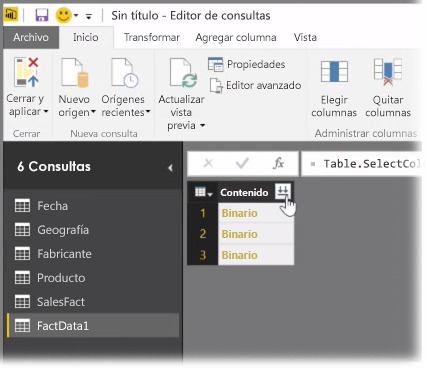 Sin título - Editor de consultas
Archivo Inicio Transformar Agregar columna Vista
Cerrar y aplicar
Nuevo origen
Orígenes recientes
Actualizar vista previa
Propiedades
Editor avanzado
Elegir columnas
Quitar columnas
Cerrar Nueva consulta Administrar columnas
6 Consultas
Fecha
Geografía
Fabricante
Producto
SalesFact
FactData1
fx = Table.SelectCol
Contenido
1 Binario
2 Binario
3 Binario